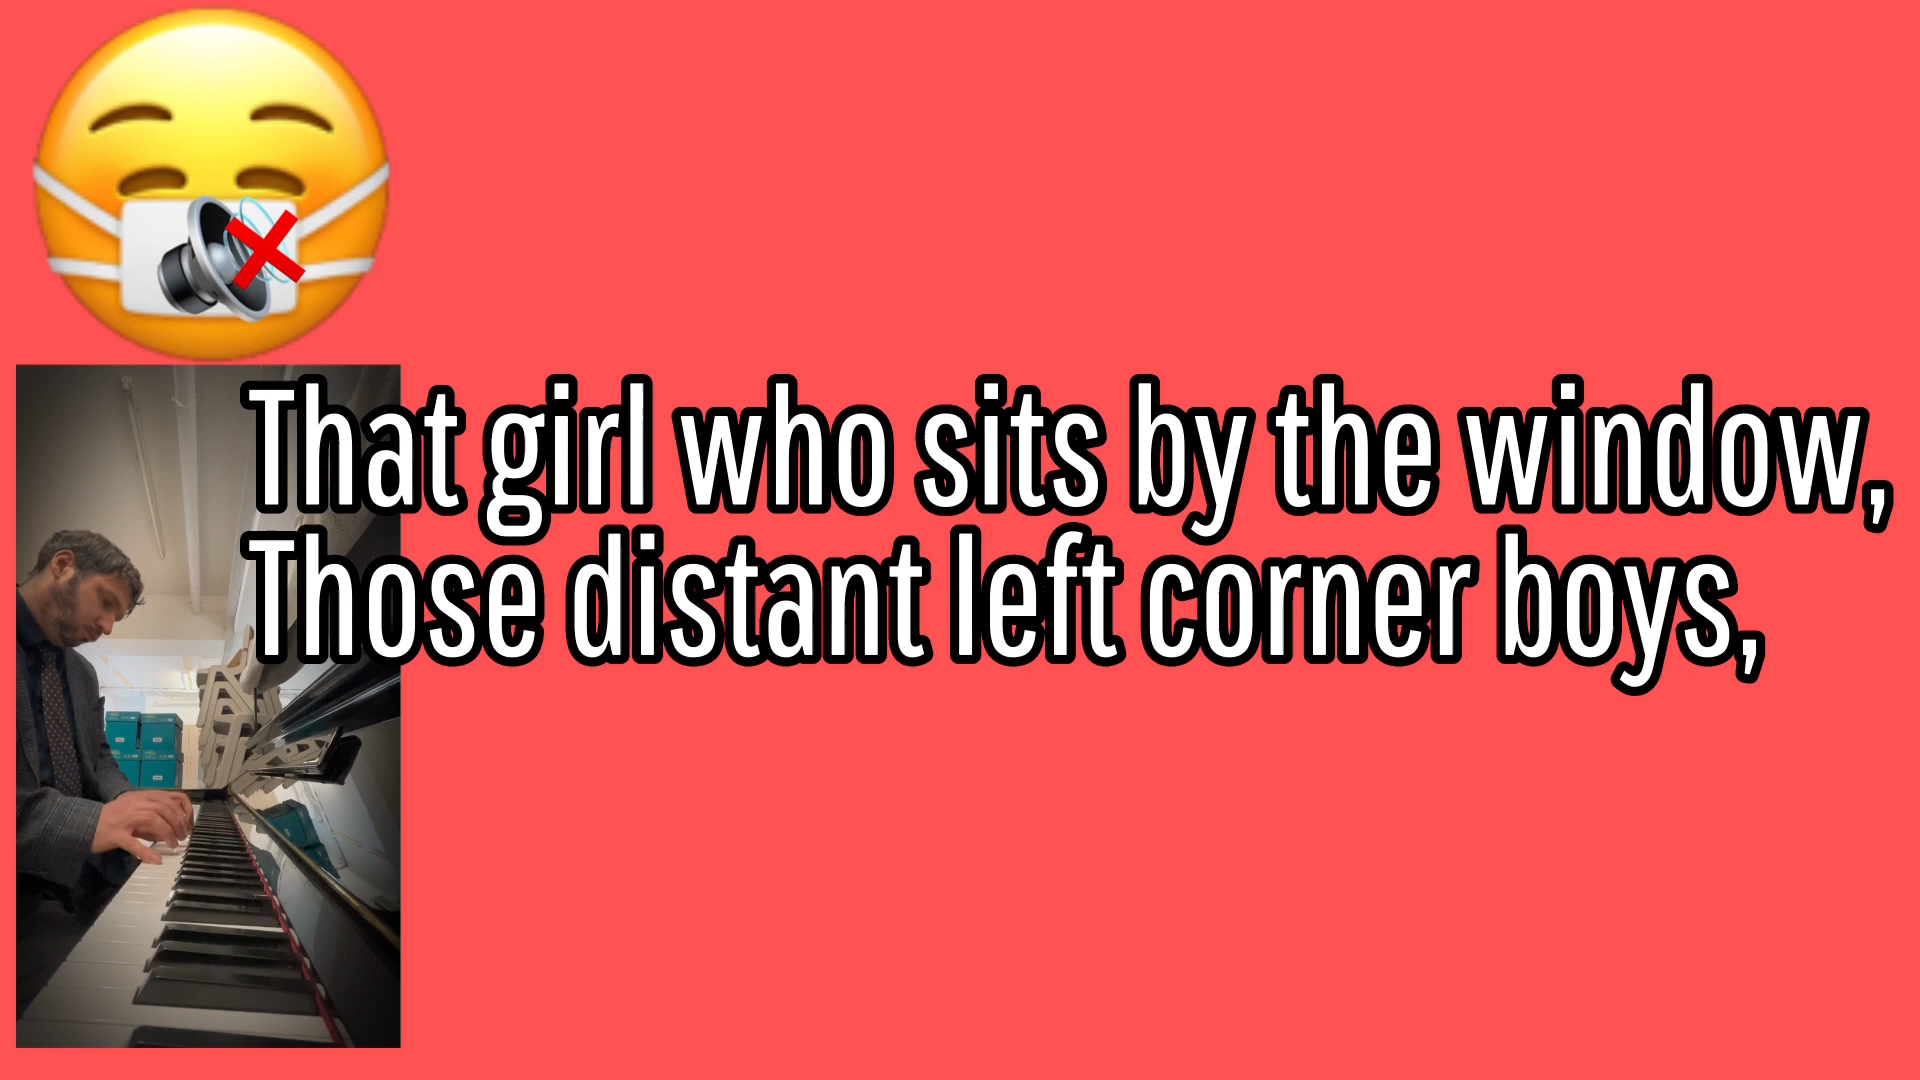 That girl who sits by the window,
Those distant left corner boys,